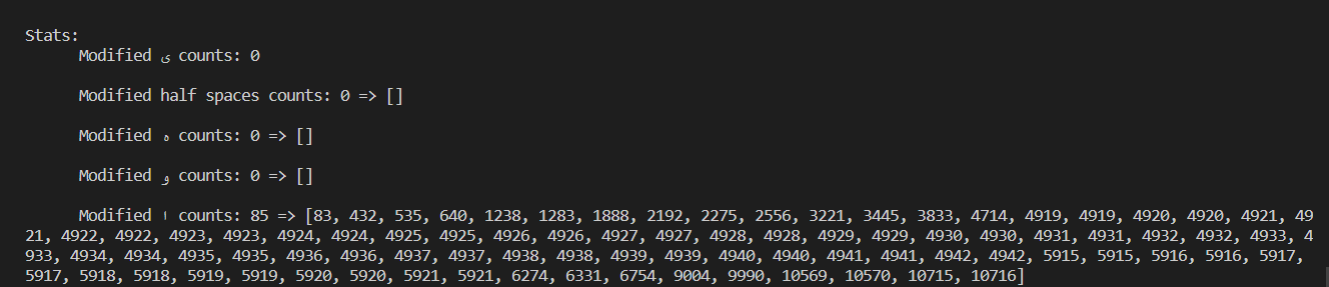 Stats:
Modified ی counts: 0
Modified half spaces counts: 0 => []
Modified ه counts: 0 => []
Modified و counts: 0 => []
Modified ا counts: 85 => [83, 432, 535, 640, 1238, 1283, 1888, 2192, 2275, 2556, 3221, 3445, 3833, 4714, 4919, 4919, 4920, 4920, 4921, 49
21, 4922, 4922, 4923, 4923, 4924, 4924, 4925, 4925, 4926, 4926, 4927, 4927, 4928, 4928, 4929, 4929, 4930, 4930, 4931, 4931, 4932, 4932, 4933, 4
933, 4934, 4934, 4935, 4935, 4936, 4936, 4937, 4937, 4938, 4938, 4939, 4939, 4940, 4940, 4941, 4941, 4942, 4942, 5915, 5915, 5916, 5916, 5917,
5917, 5918, 5918, 5919, 5919, 5920, 5920, 5921, 5921, 6274, 6331, 6754, 9004, 9990, 10569, 10570, 10715, 10716]